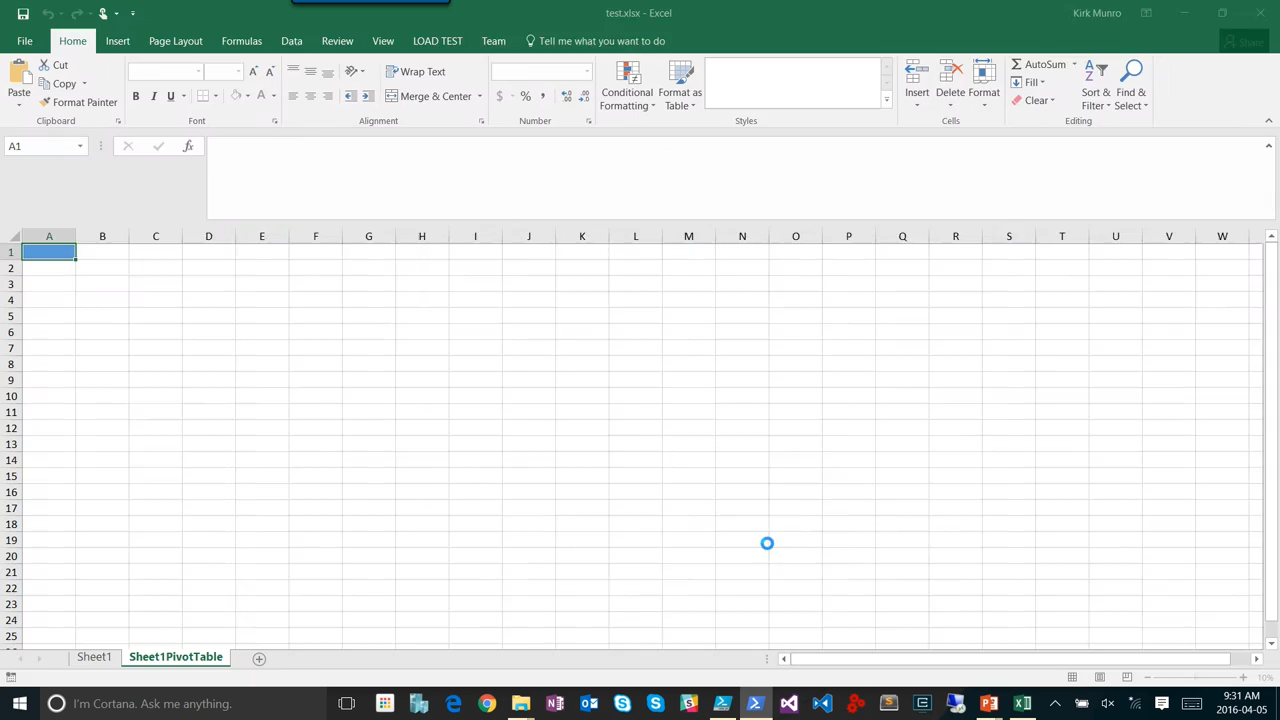 test.xlsx - Excel
Kirk Munro
File Home Insert Page Layout Formulas Data Review View LOAD TEST Team Tell me what you want to do Share
Paste
Cut
Copy
Format Painter
Clipboard
B I U A A A
Font
Wrap Text
Merge & Center
Alignment
$ % ,
Number
Conditional Formatting
Format as Table
Styles
Insert Delete Format
Cells
AutoSum
Fill
Clear
Sort & Filter
Find & Select
Editing
A1 fx
A B C D E F G H I J K L M N O P Q R S T U V W
1
2
3
4
5
6
7
8
9
10
11
12
13
14
15
16
17
18
19
20
21
22
23
24
25
Sheet1 Sheet1PivotTable
10%
I'm Cortana. Ask me anything.
9:31 AM
2016-04-05